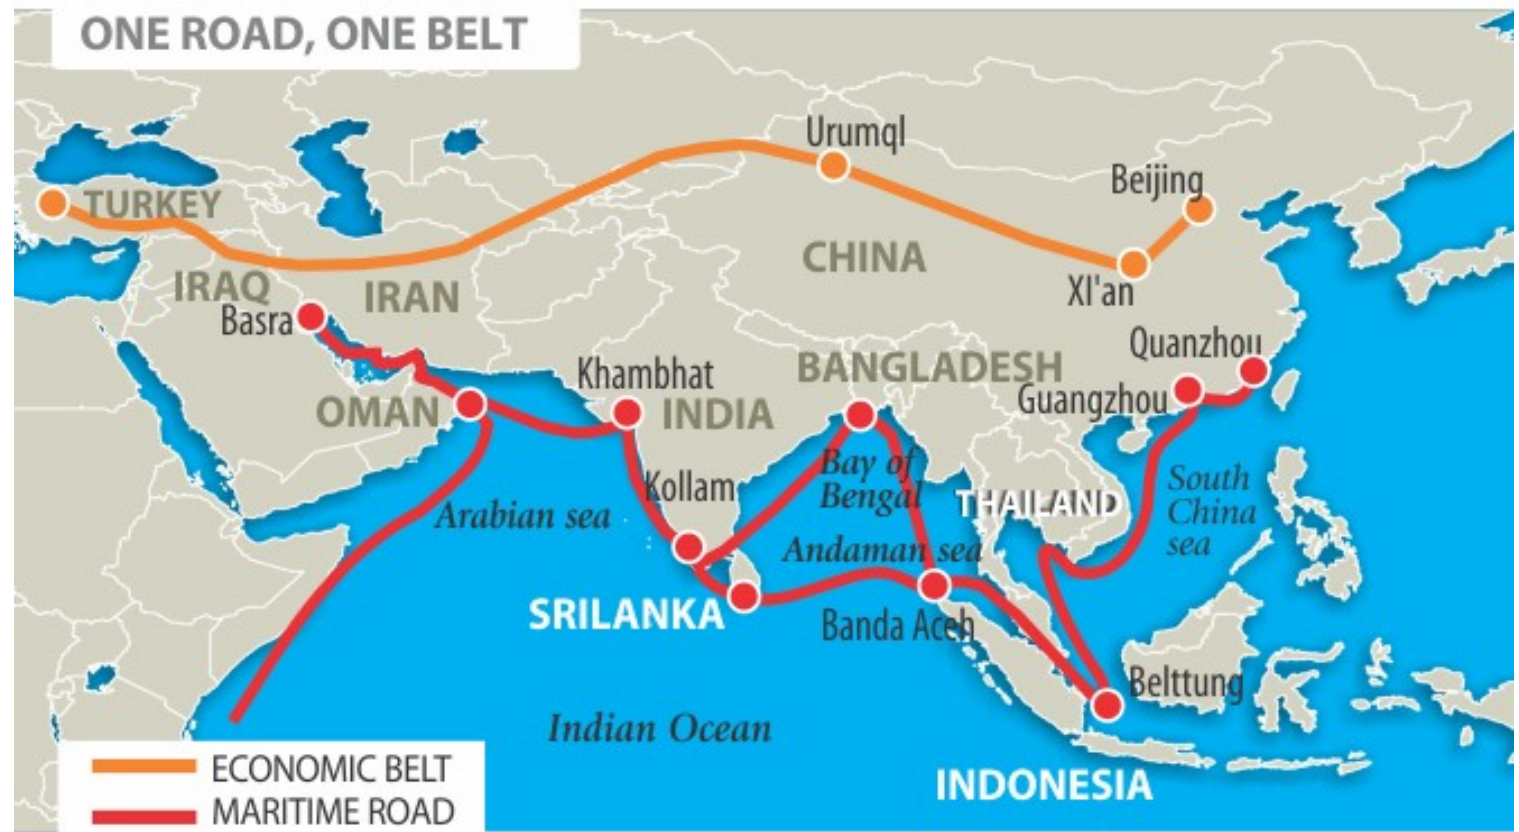 ONE ROAD, ONE BELT
Urumql
Beijing
TURKEY
CHINA
IRAQ
IRAN
XI'an
Basra
Quanzhou
Khambhat
BANGLADESH
Guangzhou
OMAN
INDIA
Bay of
Bengal
Kollam
THAILAND
South
China
sea
Arabian sea
Andaman sea
SRILANKA
Banda Aceh
Belttung
Indian Ocean
INDONESIA
ECONOMIC BELT
MARITIME ROAD